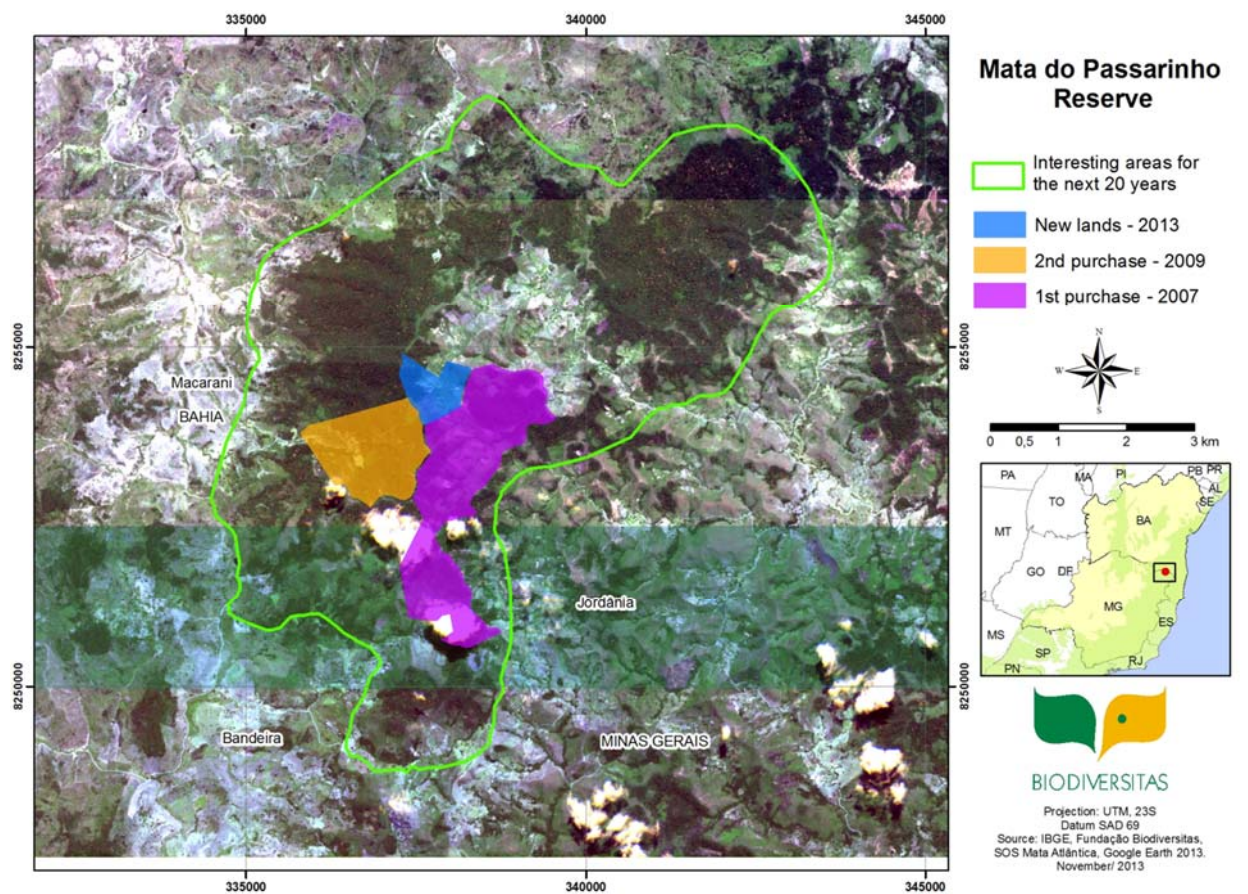 335000
340000
345000
Mata do Passarinho
Reserve
Interesting areas for
the next 20 years
New lands - 2013
2nd purchase - 2009
1st purchase - 2007
8255000
8255000
Macarani
BAHIA
N
W
E
S
0
0,5
1
2
3 km
Jordânia
8250000
8250000
Bandeira
MINAS GERAIS
PA
MA
PI
PB
PR
TO
AL
SE
BA
MT
GO
DF
MG
ES
MS
SP
RJ
PN
BIODIVERSITAS
Projection: UTM, 23S
Datum SAD 69
Source: IBGE, Fundação Biodiversitas,
SOS Mata Atlântica, Google Earth 2013.
November/ 2013
335000
340000
345000